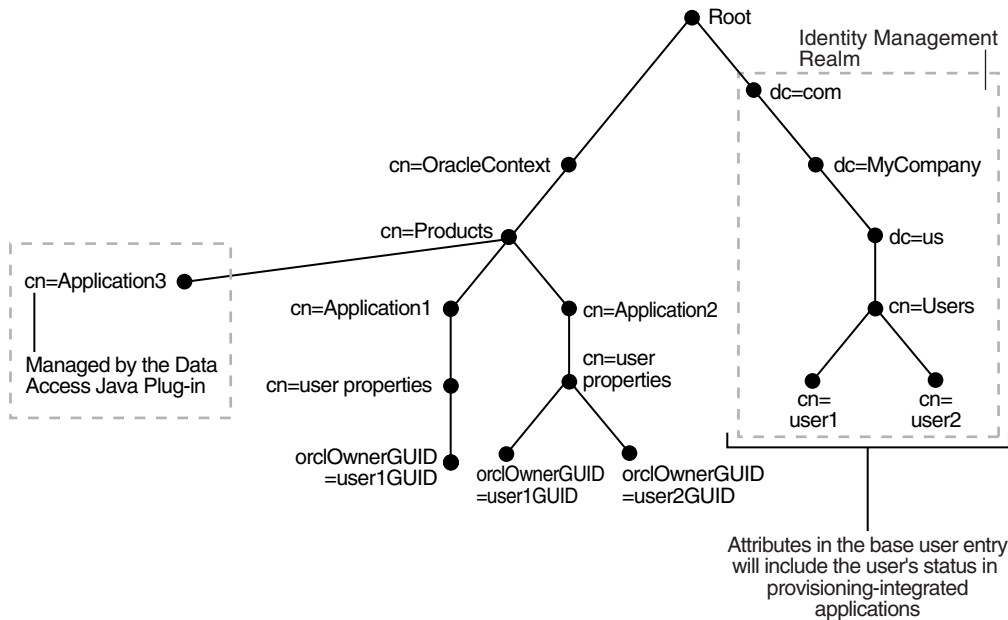 Root
Identity Management
Realm
dc=com
cn=OracleContext
dc=MyCompany
cn=Products
dc=us
cn=Application3
cn=Application1
cn=Application2
cn=Users
Managed by the Data
Access Java Plug-in
cn=user properties
cn=user
properties
cn=
user1
cn=
user2
orclOwnerGUID
=user1GUID
orclOwnerGUID
=user1GUID
orclOwnerGUID
=user2GUID
Attributes in the base user entry
will include the user's status in
provisioning-integrated
applications